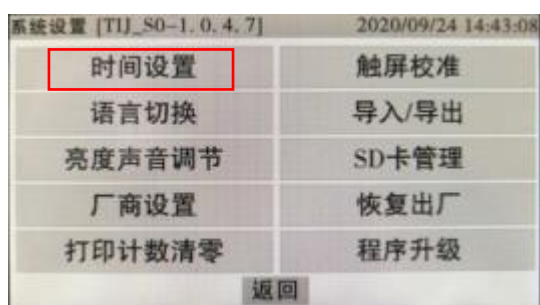 系统设置 [TIJ_S0-1.0.4.7] 2020/09/24 14:43:08
时间设置 触屏校准
语言切换 导入/导出
亮度声音调节 SD卡管理
厂商设置 恢复出厂
打印计数清零 程序升级
返回